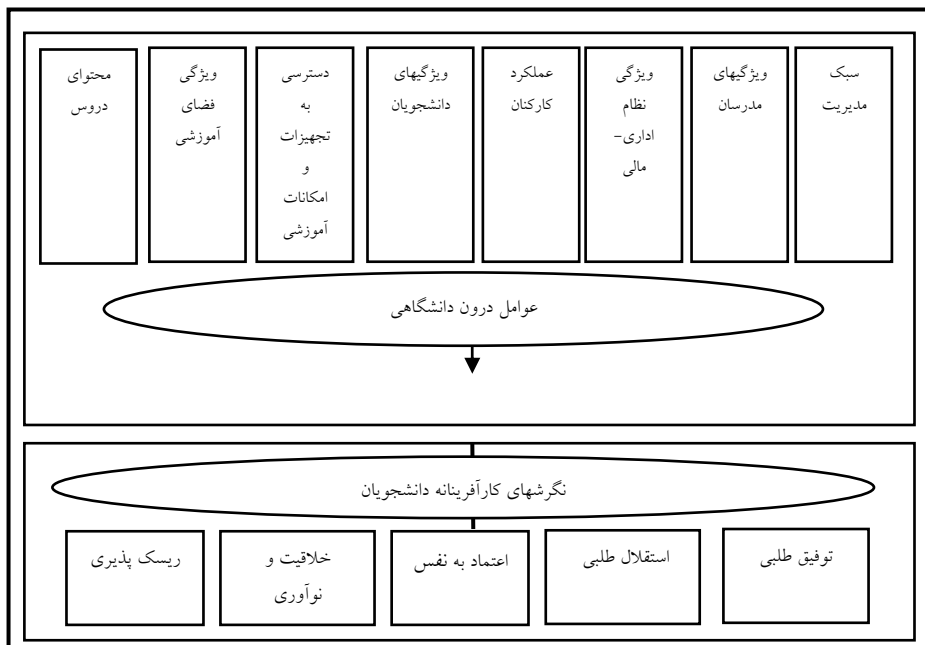 سبک
مدیریت
ویژگیهای
مدرسان
ویژگی
نظام
اداری-
مالی
عملکرد
کارکنان
ویژگیهای
دانشجویان
دسترسی
به
تجهیزات
و
امکانات
آموزشی
ویژگی
فضای
آموزشی
محتوای
دروس
عوامل درون دانشگاهی
نگرشهای کارآفرینانه دانشجویان
توفیق طلبی
استقلال طلبی
اعتماد به نفس
خلاقیت و
نوآوری
ریسک پذیری